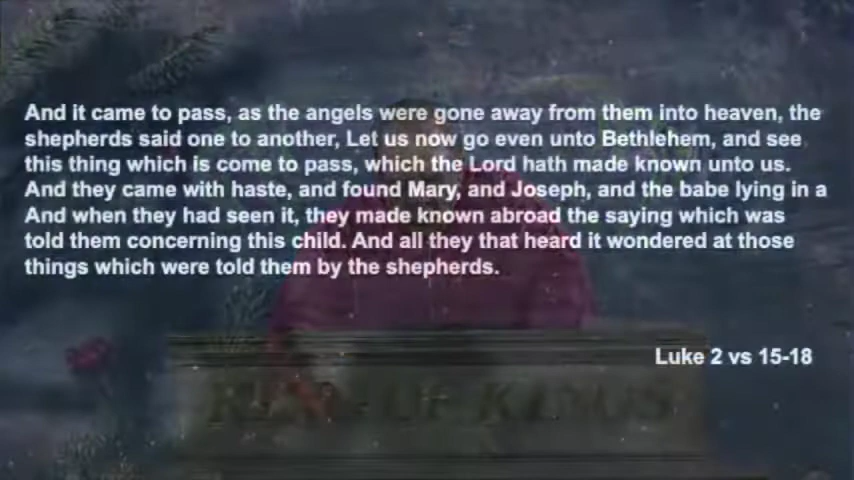 And it came to pass, as the angels were gone away from them into heaven, the
shepherds said one to another, Let us now go even unto Bethlehem, and see
this thing which is come to pass, which the Lord hath made known unto us.
And they came with haste, and found Mary, and Joseph, and the babe lying in a
And when they had seen it, they made known abroad the saying which was
told them concerning this child. And all they that heard it wondered at those
things which were told them by the shepherds.
Luke 2 vs 15-18
KING OF KINGS